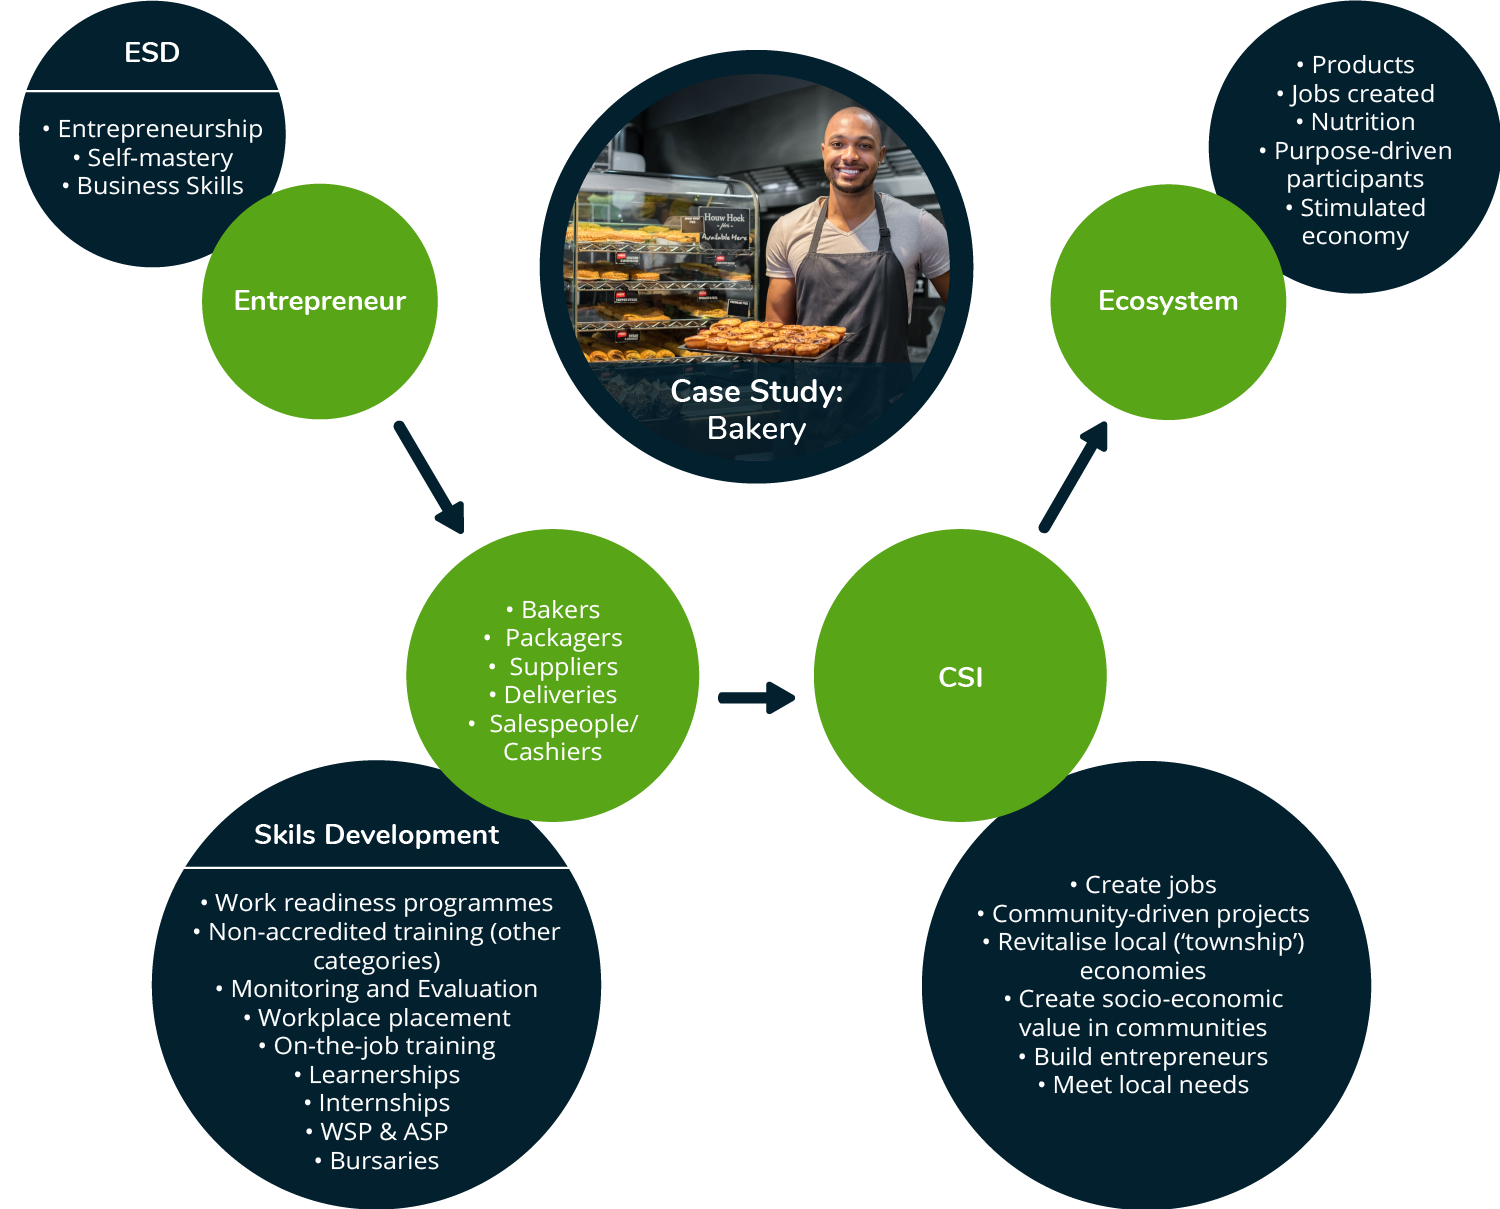 ESD
• Entrepreneurship
• Self-mastery
• Business Skills
Entrepreneur
Houw Hoek
Available Here
Case Study:
Bakery
• Products
• Jobs created
• Nutrition
• Purpose-driven
participants
• Stimulated
economy
Ecosystem
• Bakers
• Packagers
• Suppliers
• Deliveries
• Salespeople/
Cashiers
CSI
Skils Development
• Work readiness programmes
• Non-accredited training (other
categories)
• Monitoring and Evaluation
• Workplace placement
• On-the-job training
• Learnerships
• Internships
• WSP & ASP
• Bursaries
• Create jobs
• Community-driven projects
• Revitalise local (‘township’)
economies
• Create socio-economic
value in communities
• Build entrepreneurs
• Meet local needs